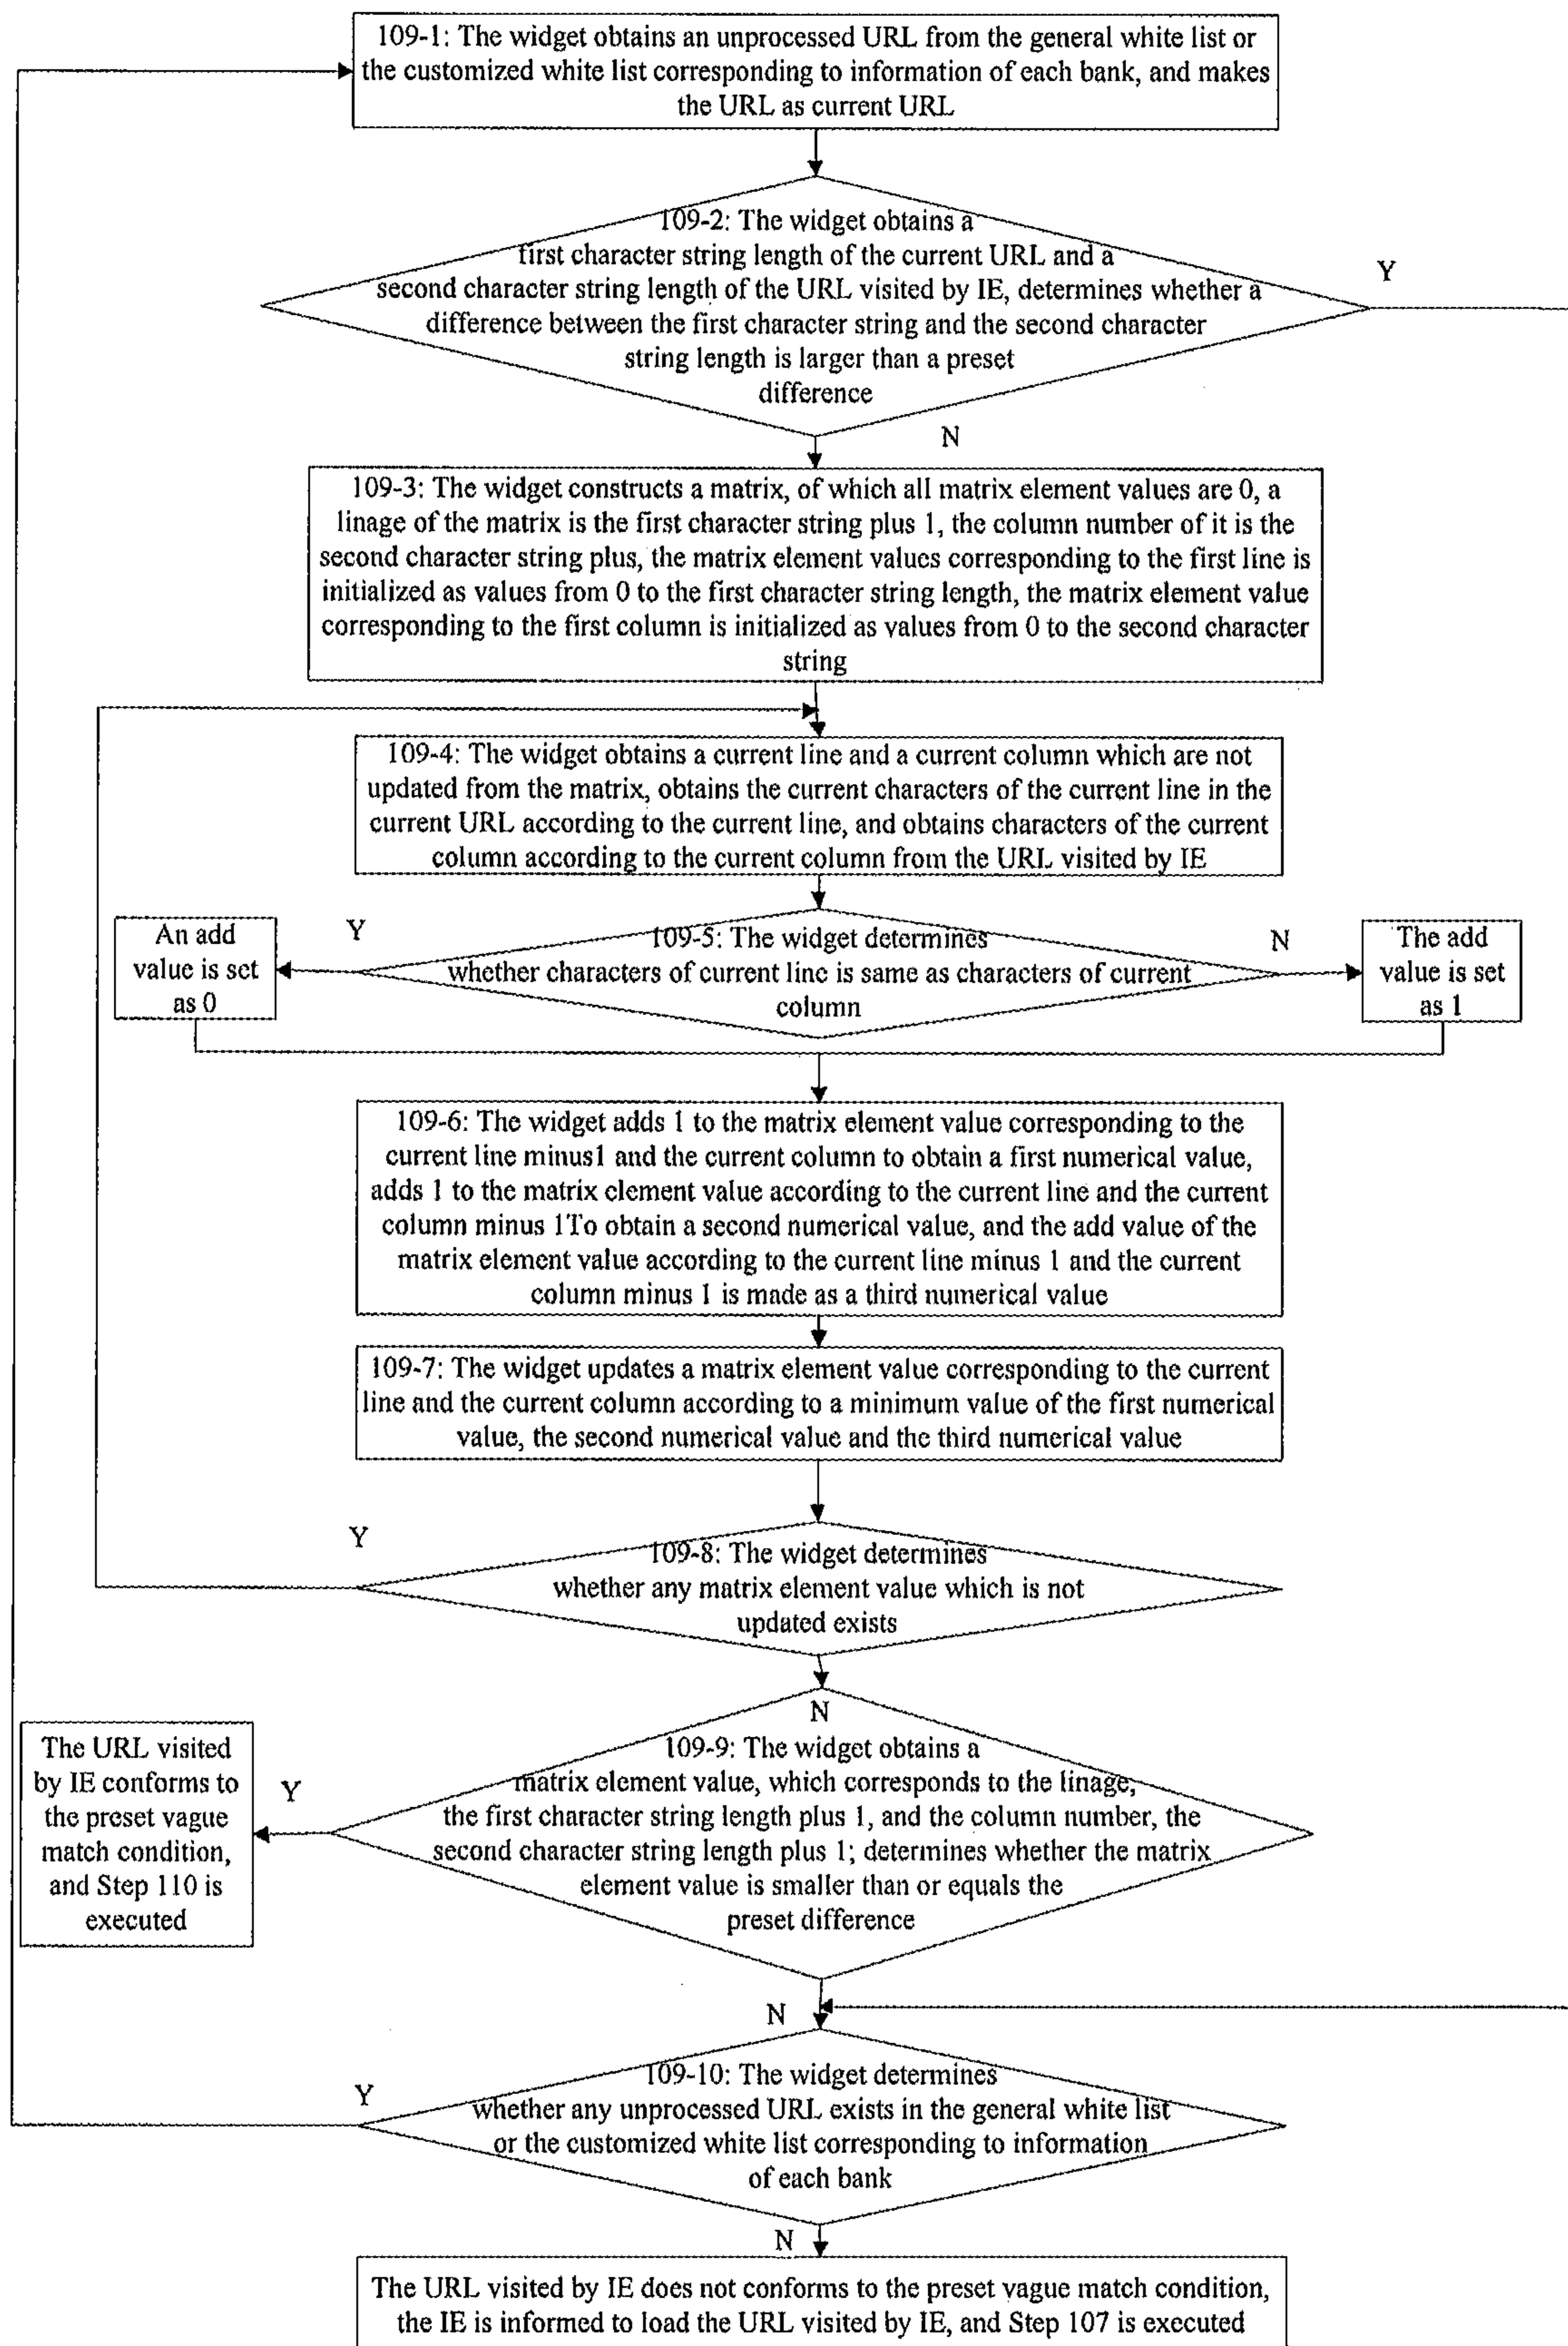 109-1: The widget obtains an unprocessed URL from the general white list or
the customized white list corresponding to information of each bank, and makes
the URL as current URL
109-2: The widget obtains a
first character string length of the current URL and a
second character string length of the URL visited by IE, determines whether a
difference between the first character string and the second character
string length is larger than a preset
difference
Y
N
109-3: The widget constructs a matrix, of which all matrix element values are 0, a
linage of the matrix is the first character string plus 1, the column number of it is the
second character string plus, the matrix element values corresponding to the first line is
initialized as values from 0 to the first character string length, the matrix element value
corresponding to the first column is initialized as values from 0 to the second character
string
109-4: The widget obtains a current line and a current column which are not
updated from the matrix, obtains the current characters of the current line in the
current URL according to the current line, and obtains characters of the current
column according to the current column from the URL visited by IE
An add
value is set
as 0
Y
109-5: The widget determines
whether characters of current line is same as characters of current
column
N
The add
value is set
as 1
109-6: The widget adds 1 to the matrix element value corresponding to the
current line minus1 and the current column to obtain a first numerical value,
adds 1 to the matrix element value according to the current line and the current
column minus 1To obtain a second numerical value, and the add value of the
matrix element value according to the current line minus 1 and the current
column minus 1 is made as a third numerical value
109-7: The widget updates a matrix element value corresponding to the current
line and the current column according to a minimum value of the first numerical
value, the second numerical value and the third numerical value
Y
109-8: The widget determines
whether any matrix element value which is not
updated exists
N
109-9: The widget obtains a
matrix element value, which corresponds to the linage,
the first character string length plus 1, and the column number, the
second character string length plus 1; determines whether the matrix
element value is smaller than or equals the
preset difference
Y
The URL visited
by IE conforms to
the preset vague
match condition,
and Step 110 is
executed
N
109-10: The widget determines
whether any unprocessed URL exists in the general white list
or the customized white list corresponding to information
of each bank
Y
N
The URL visited by IE does not conforms to the preset vague match condition,
the IE is informed to load the URL visited by IE, and Step 107 is executed